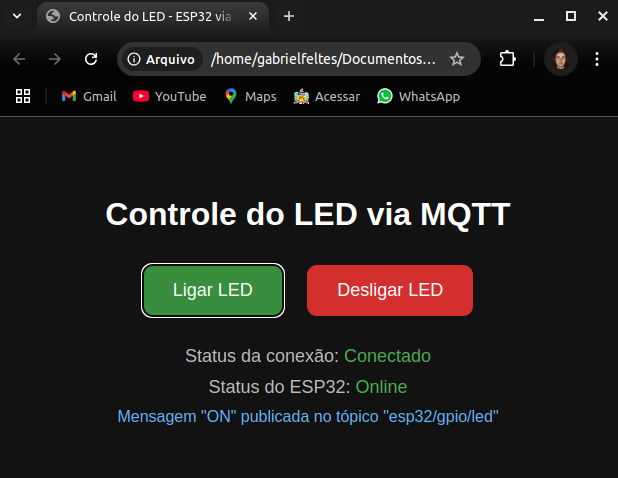 Controle do LED - ESP32 via
Arquivo /home/gabrielfeltes/Documentos...
Gmail YouTube Maps Acessar WhatsApp
Controle do LED via MQTT
Ligar LED Desligar LED
Status da conexão: Conectado
Status do ESP32: Online
Mensagem "ON" publicada no tópico "esp32/gpio/led"